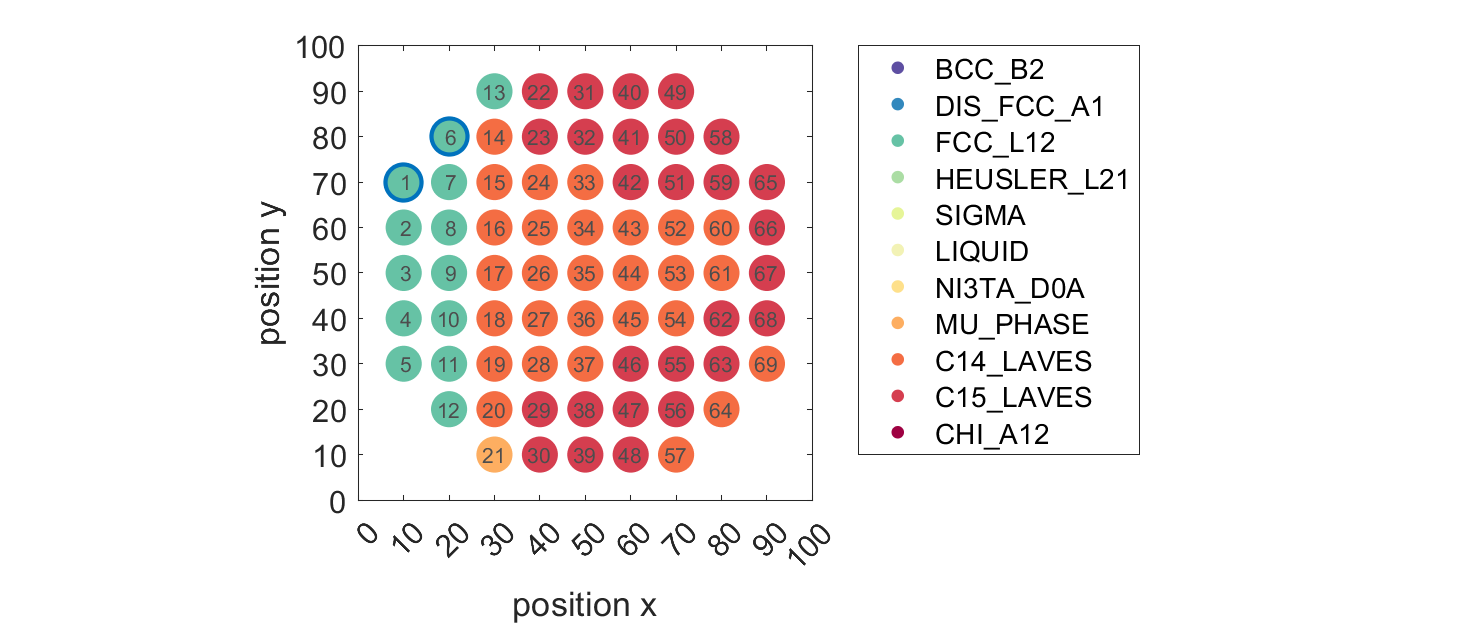 100
90 13 22 31 40 49
80 6 14 23 32 41 50 58
70 1 7 15 24 33 42 51 59 65
60 2 8 16 25 34 43 52 60 66
50 3 9 17 26 35 44 53 61 67
40 4 10 18 27 36 45 54 62 68
30 5 11 19 28 37 46 55 63 69
20 12 20 29 38 47 56 64
10 21 30 39 48 57
0
0 10 20 30 40 50 60 70 80 90 100
position x
position y
BCC_B2
DIS_FCC_A1
FCC_L12
HEUSLER_L21
SIGMA
LIQUID
NI3TA_D0A
MU_PHASE
C14_LAVES
C15_LAVES
CHI_A12